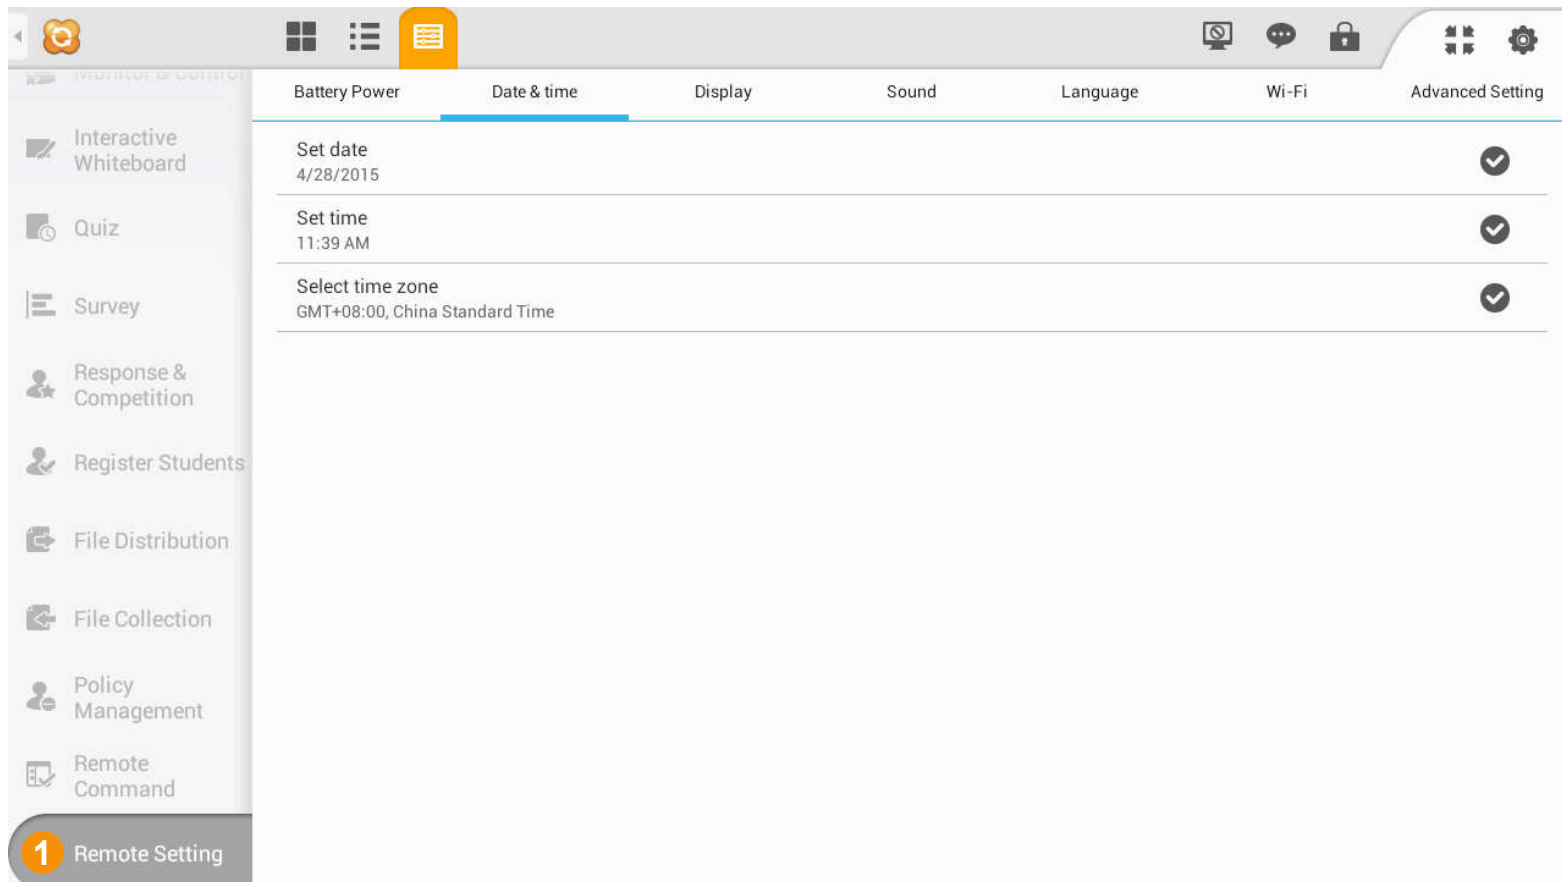 Monitor & Control
Battery Power
Date & time
Display
Sound
Language
Wi-Fi
Advanced Setting
Interactive
Whiteboard
Quiz
Survey
Response &
Competition
Register Students
File Distribution
File Collection
Policy
Management
Remote
Command
1
Remote Setting
Set date
4/28/2015
Set time
11:39 AM
Select time zone
GMT+08:00, China Standard Time